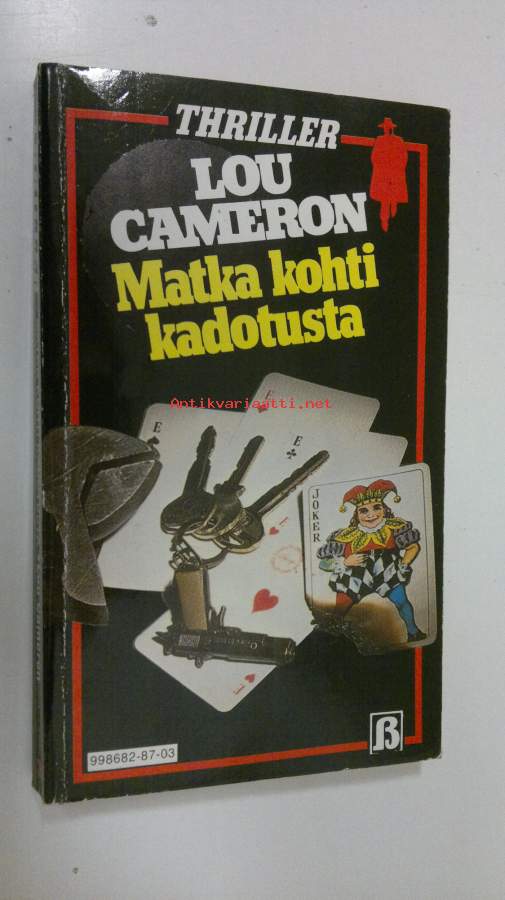 THRILLER
LOU
CAMERON
Matka kohti
kadotusta
Antikvariaatti.net
E
E
E
JOKER
E
998682-87-03
B